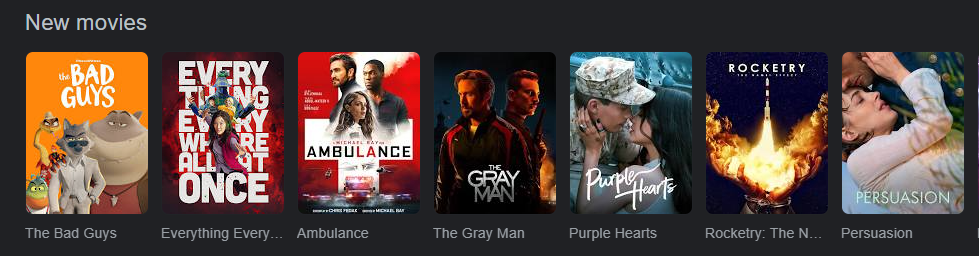 New movies
the
BAD
GUYS
EVERY
THING
EVERY
WHERE
ALL AT
ONCE
A MICHAEL BAY
AMBULANCE
THE
GRAY
MAN
Purple Hearts
ROCKETRY
THE NAMBI EFFECT
PERSUASION
The Bad Guys
Everything Every...
Ambulance
The Gray Man
Purple Hearts
Rocketry: The N...
Persuasion